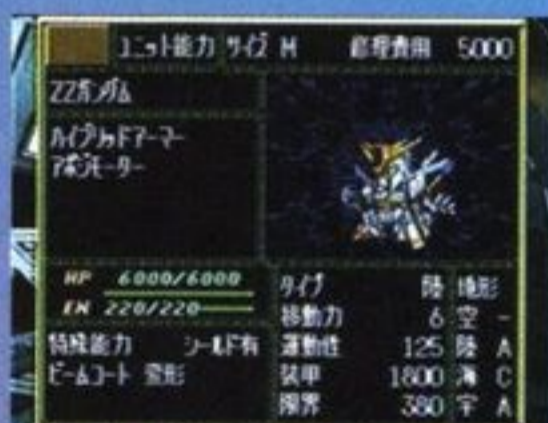 ユニット能力 サイズ M 修理費用 5000
ZZガンダム
ハイブリッドアーマー
アポジモーター
HP 6000/6000
EN 220/220
特殊能力 シールド有
ビームコート 変形
タイプ 陸 地形
移動力 6 空 -
運動性 125 陸 A
装甲 1800 海 C
限界 380 宇 A